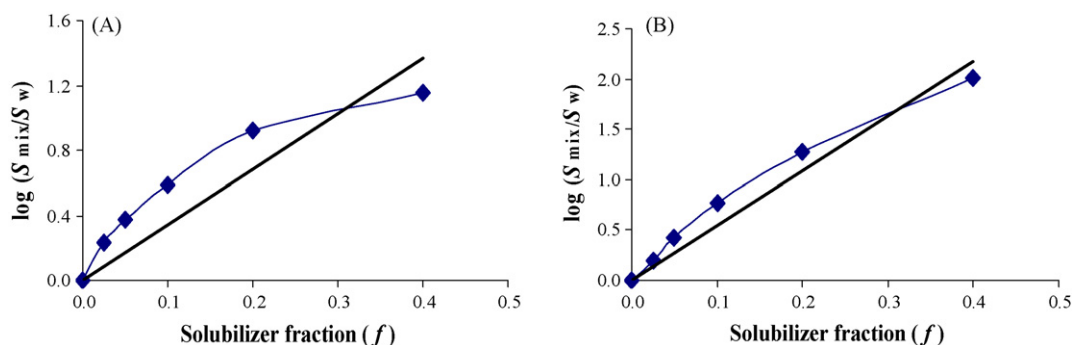 (A)
1.6
1.2
0.8
0.4
0.0
log (S mix/S w)
0.0 0.1 0.2 0.3 0.4 0.5
Solubilizer fraction (f)
(B)
2.5
2.0
1.5
1.0
0.5
0.0
log (S mix/S w)
0.0 0.1 0.2 0.3 0.4 0.5
Solubilizer fraction (f)